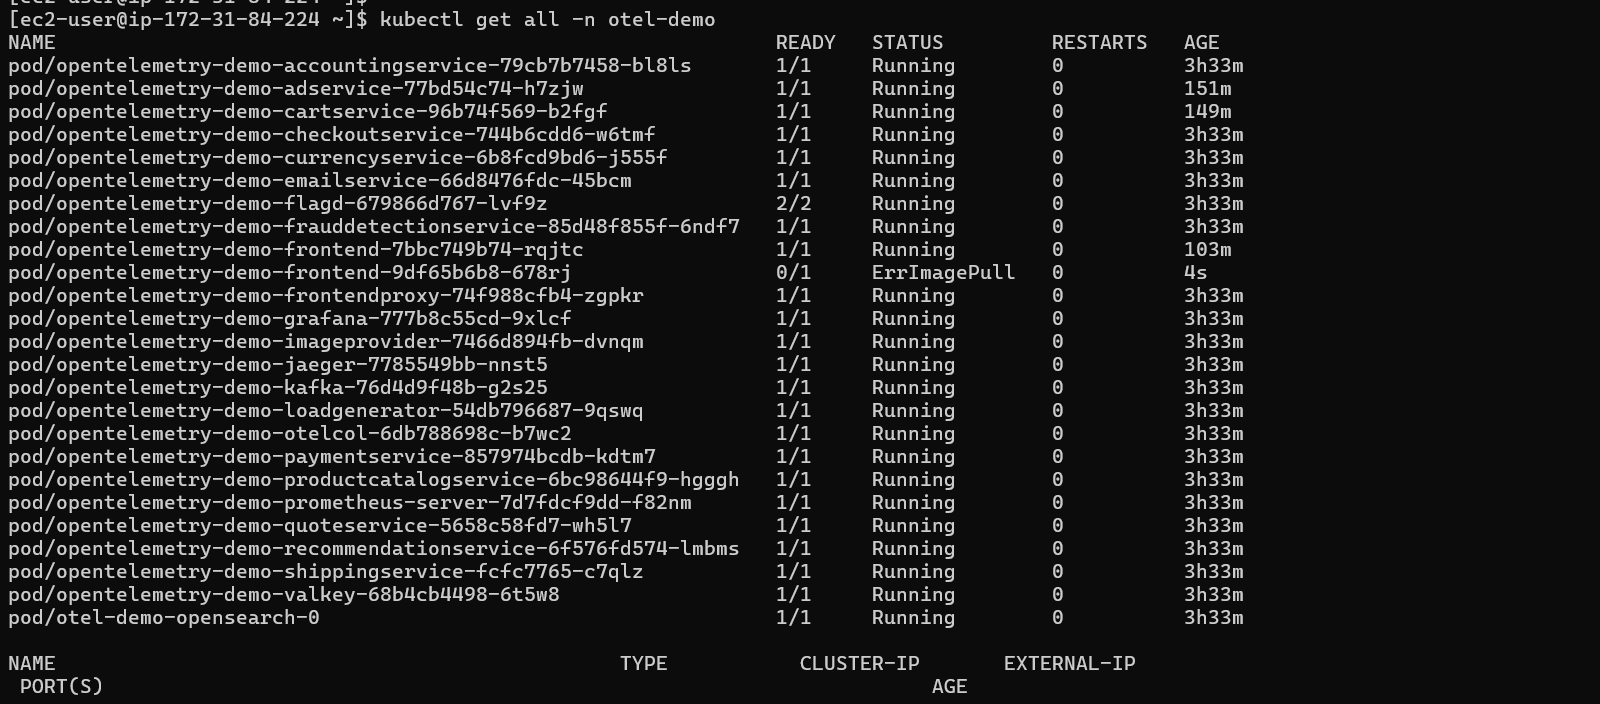 [ec2-user@ip-172-31-84-224 ~]$
[ec2-user@ip-172-31-84-224 ~]$ kubectl get all -n otel-demo
NAME READY STATUS RESTARTS AGE
pod/opentelemetry-demo-accountingservice-79cb7b7458-bl8ls 1/1 Running 0 3h33m
pod/opentelemetry-demo-adservice-77bd54c74-h7zjw 1/1 Running 0 151m
pod/opentelemetry-demo-cartservice-96b74f569-b2fgf 1/1 Running 0 149m
pod/opentelemetry-demo-checkoutservice-744b6cdd6-w6tmf 1/1 Running 0 3h33m
pod/opentelemetry-demo-currencyservice-6b8fcd9bd6-j555f 1/1 Running 0 3h33m
pod/opentelemetry-demo-emailservice-66d8476fdc-45bcm 1/1 Running 0 3h33m
pod/opentelemetry-demo-flagd-679866d767-lvf9z 2/2 Running 0 3h33m
pod/opentelemetry-demo-frauddetectionservice-85d48f855f-6ndf7 1/1 Running 0 3h33m
pod/opentelemetry-demo-frontend-7bbc749b74-rqjtc 1/1 Running 0 103m
pod/opentelemetry-demo-frontend-9df65b6b8-678rj 0/1 ErrImagePull 0 4s
pod/opentelemetry-demo-frontendproxy-74f988cfb4-zgpkr 1/1 Running 0 3h33m
pod/opentelemetry-demo-grafana-777b8c55cd-9xlcf 1/1 Running 0 3h33m
pod/opentelemetry-demo-imageprovider-7466d894fb-dvnqm 1/1 Running 0 3h33m
pod/opentelemetry-demo-jaeger-7785549bb-nnst5 1/1 Running 0 3h33m
pod/opentelemetry-demo-kafka-76d4d9f48b-g2s25 1/1 Running 0 3h33m
pod/opentelemetry-demo-loadgenerator-54db796687-9qswq 1/1 Running 0 3h33m
pod/opentelemetry-demo-otelcol-6db788698c-b7wc2 1/1 Running 0 3h33m
pod/opentelemetry-demo-paymentservice-857974bcdb-kdtm7 1/1 Running 0 3h33m
pod/opentelemetry-demo-productcatalogservice-6bc98644f9-hgggh 1/1 Running 0 3h33m
pod/opentelemetry-demo-prometheus-server-7d7fdcf9dd-f82nm 1/1 Running 0 3h33m
pod/opentelemetry-demo-quoteservice-5658c58fd7-wh5l7 1/1 Running 0 3h33m
pod/opentelemetry-demo-recommendationservice-6f576fd574-lmbms 1/1 Running 0 3h33m
pod/opentelemetry-demo-shippingservice-fcfc7765-c7qlz 1/1 Running 0 3h33m
pod/opentelemetry-demo-valkey-68b4cb4498-6t5w8 1/1 Running 0 3h33m
pod/otel-demo-opensearch-0 1/1 Running 0 3h33m
NAME TYPE CLUSTER-IP EXTERNAL-IP
PORT(S) AGE